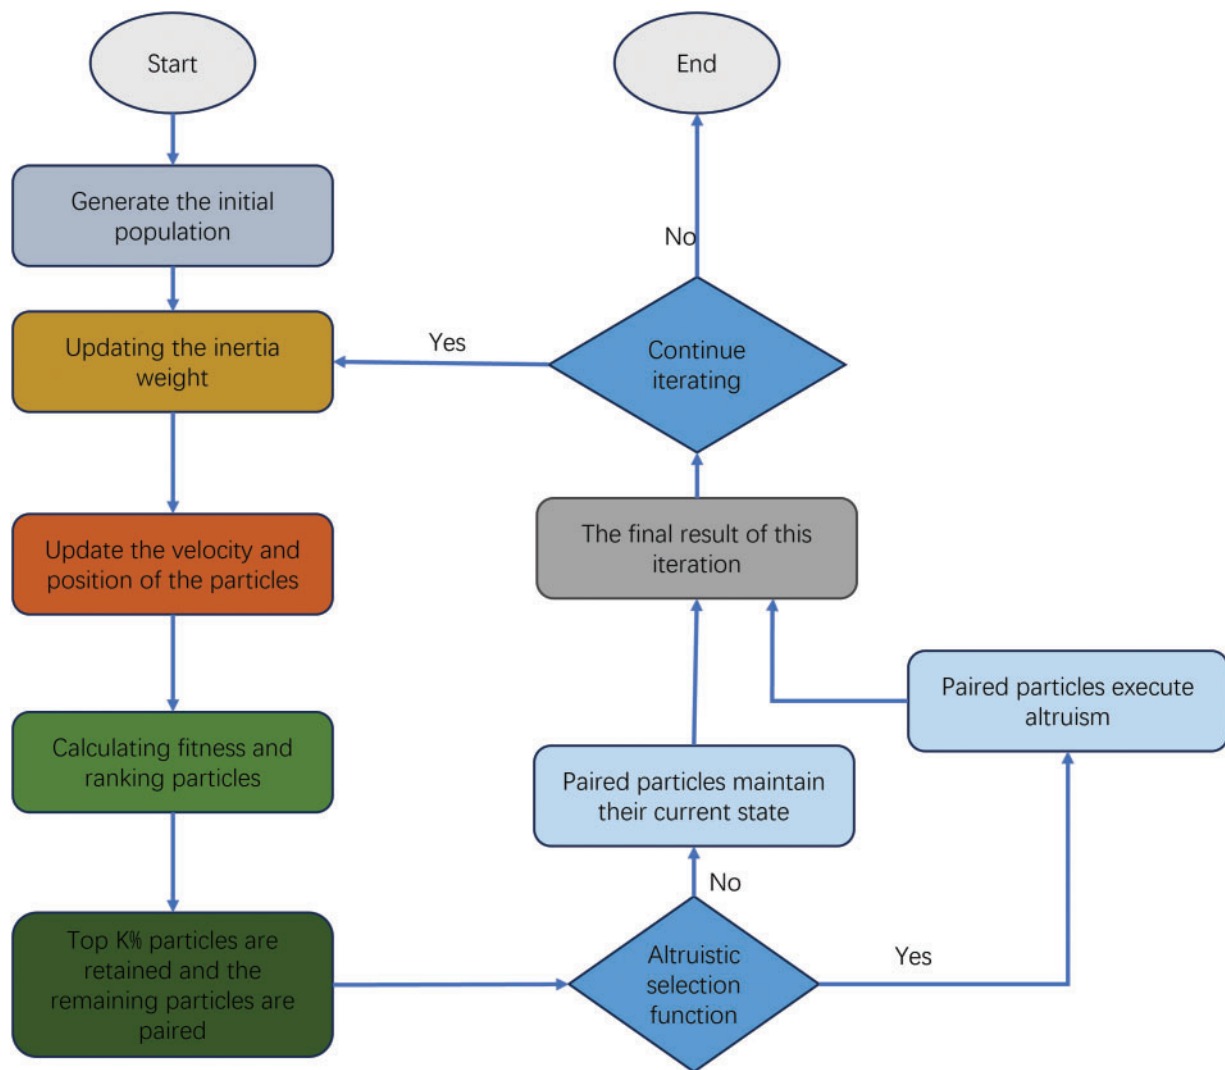 Start
Generate the initial
population
Updating the inertia
weight
Update the velocity and
position of the particles
Calculating fitness and
ranking particles
Top K% particles are
retained and the
remaining particles are
paired
Altruistic
selection
function
No
Yes
Paired particles maintain
their current state
Paired particles execute
altruism
The final result of this
iteration
Continue
iterating
Yes
No
End